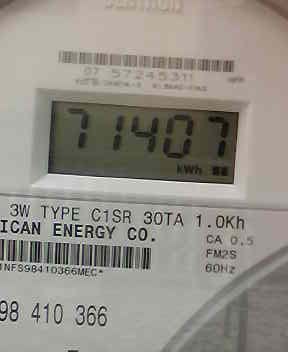 07 57245311
71407
kWh
3W TYPE C1SR 30TA 1.0Kh
ICAN ENERGY CO.
CA 0.5
FM2S
60Hz
1NFS98410366MEC*
98 410 366